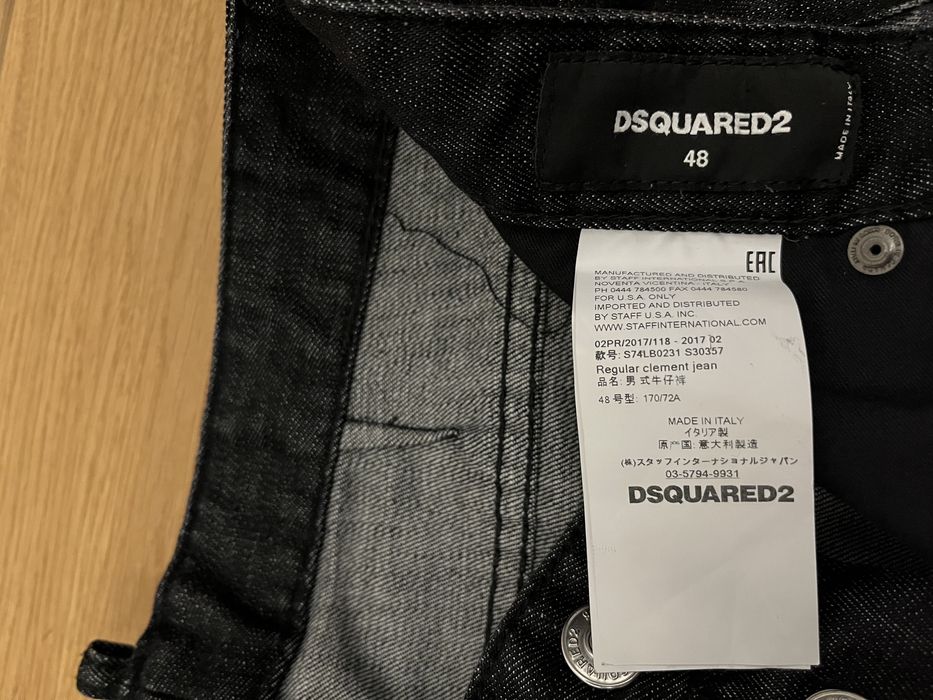 DSQUARED2
48
MADE IN ITALY
EAC
MANUFACTURED AND DISTRIBUTED
BY STAFF INTERNATIONAL S.P.A.
NOVENTA VICENTINA - ITALY
PH 0444 784500 FAX 0444 784580
FOR U.S.A. ONLY
IMPORTED AND DISTRIBUTED
BY STAFF U.S.A. INC.
WWW.STAFFINTERNATIONAL.COM
02PR/2017/118 - 2017 02
款号: S74LB0231 S30357
Regular clement jean
品名: 男式牛仔裤
48 号型: 170/72A
MADE IN ITALY
イタリア製
原产国: 意大利製造
(株)スタッフインターナショナルジャパン
03-5794-9931
DSQUARED2